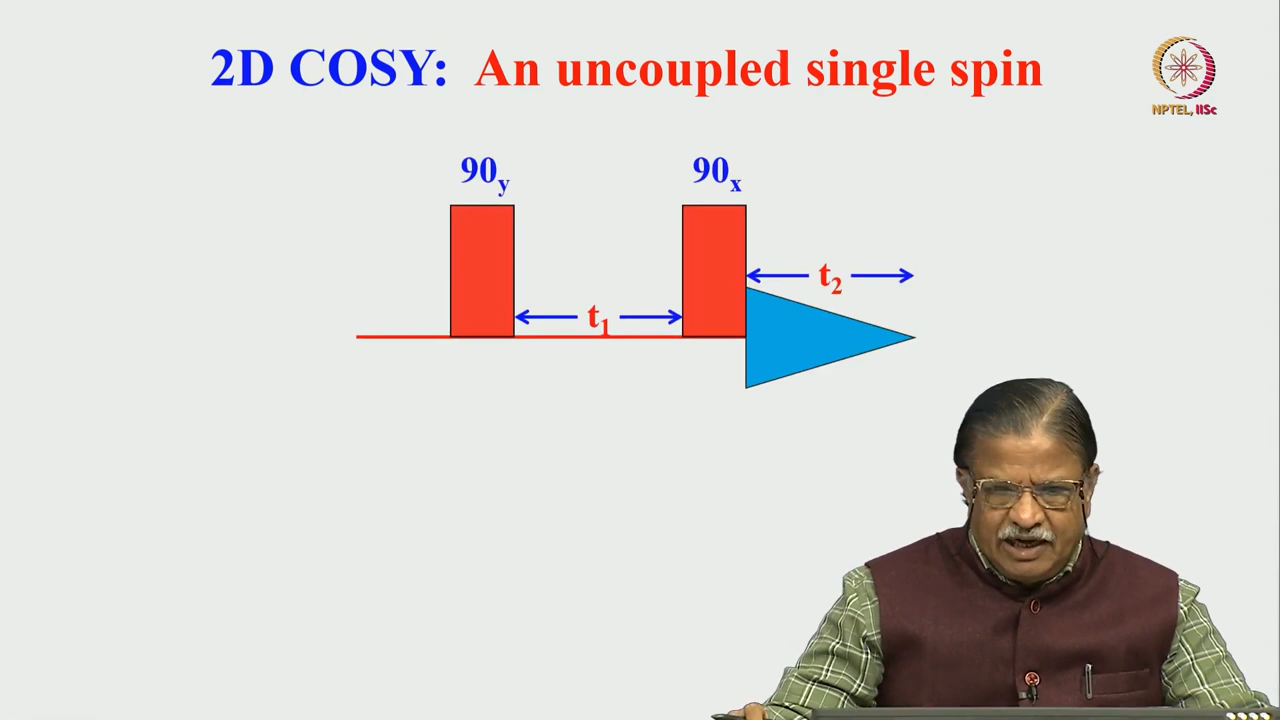 2D COSY: An uncoupled single spin
NPTEL, IISc
90y 90x
t2
t1